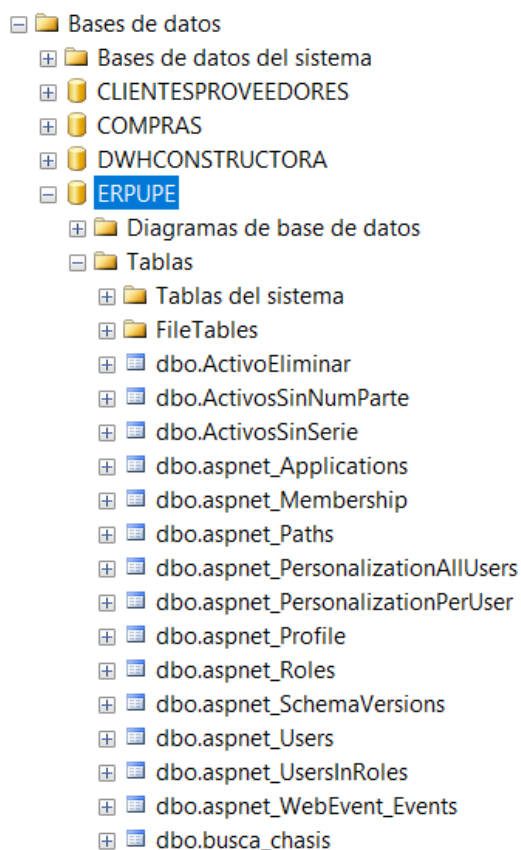 Bases de datos
Bases de datos del sistema
CLIENTESPROVEEDORES
COMPRAS
DWHCONSTRUCTORA
ERPUPE
Diagramas de base de datos
Tablas
Tablas del sistema
FileTables
dbo.ActivoEliminar
dbo.ActivosSinNumParte
dbo.ActivosSinSerie
dbo.aspnet_Applications
dbo.aspnet_Membership
dbo.aspnet_Paths
dbo.aspnet_PersonalizationAllUsers
dbo.aspnet_PersonalizationPerUser
dbo.aspnet_Profile
dbo.aspnet_Roles
dbo.aspnet_SchemaVersions
dbo.aspnet_Users
dbo.aspnet_UsersInRoles
dbo.aspnet_WebEvent_Events
dbo.busca_chasis